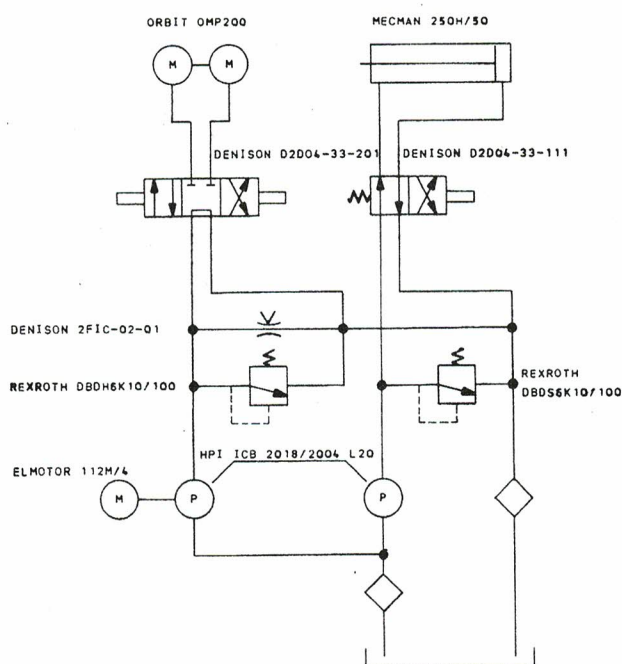 ORBIT OMP200
MECMAN 250H/50
M
M
DENISON D2D04-33-201
DENISON D2D04-33-111
DENISON 2FIC-02-01
REXROTH DBDH6K10/100
REXROTH
DBDS6K10/100
HPI ICB 2018/2004 L20
ELMOTOR 112M/4
M
P
P